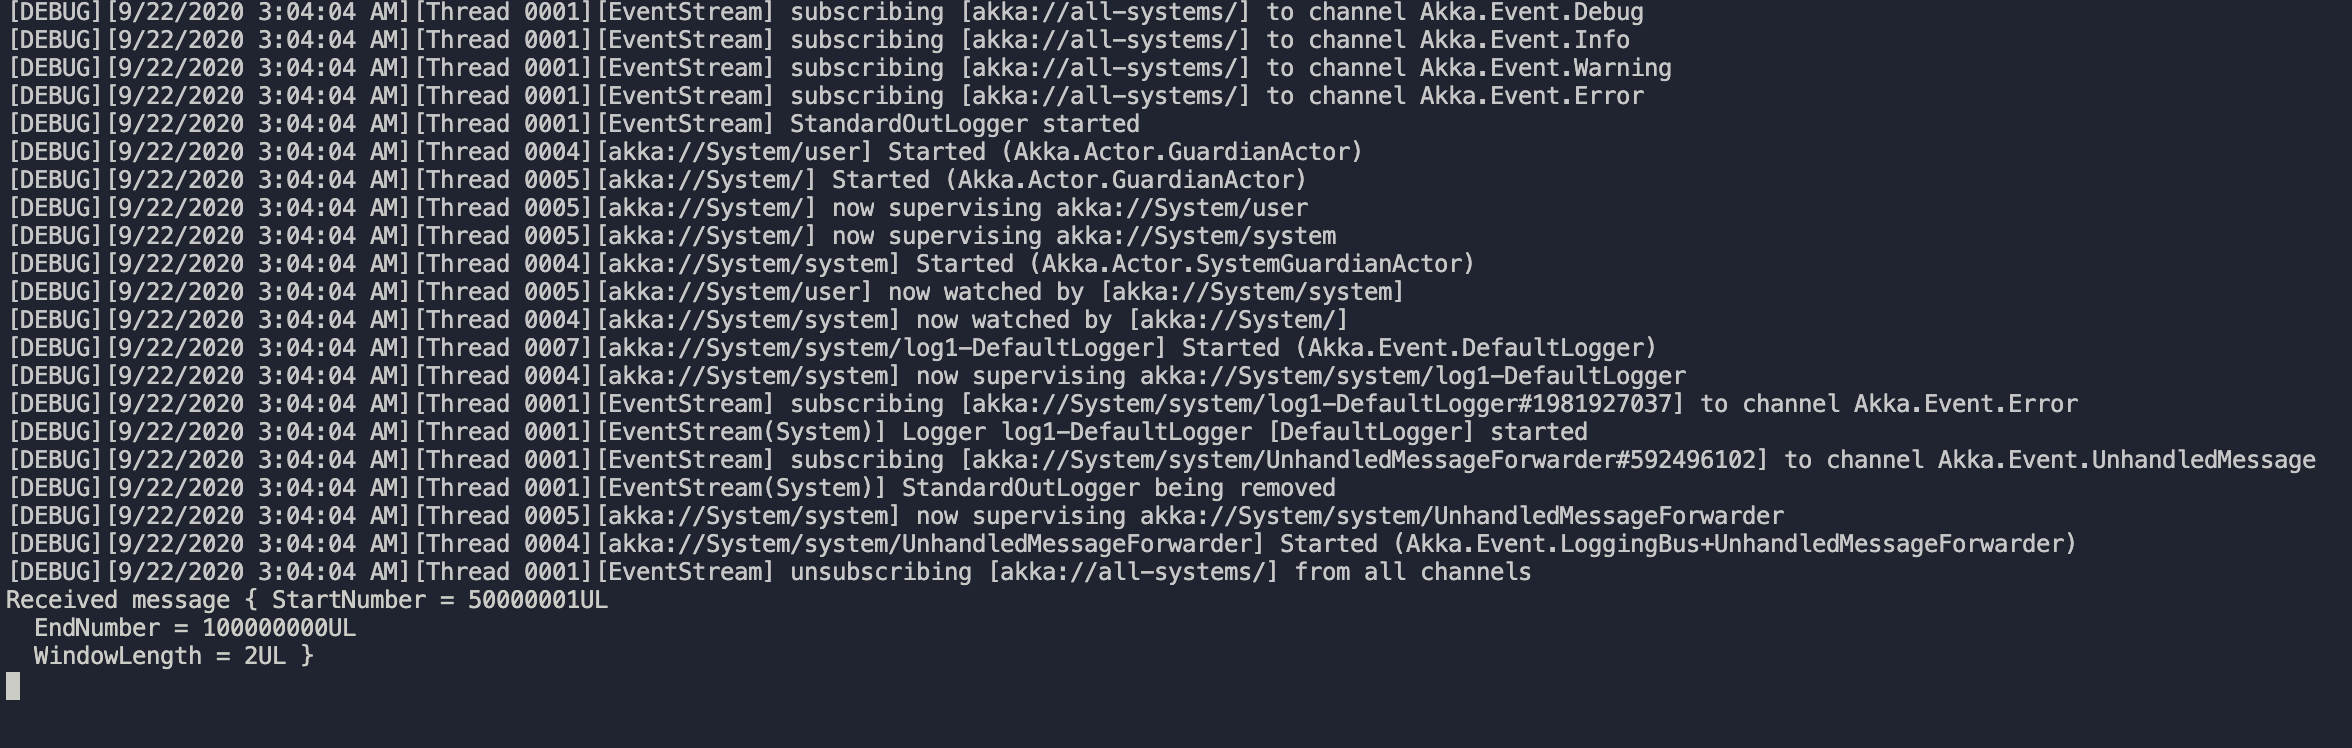 [DEBUG][9/22/2020 3:04:04 AM][Thread 0001][EventStream] subscribing [akka://all-systems/] to channel Akka.Event.Debug
[DEBUG][9/22/2020 3:04:04 AM][Thread 0001][EventStream] subscribing [akka://all-systems/] to channel Akka.Event.Info
[DEBUG][9/22/2020 3:04:04 AM][Thread 0001][EventStream] subscribing [akka://all-systems/] to channel Akka.Event.Warning
[DEBUG][9/22/2020 3:04:04 AM][Thread 0001][EventStream] subscribing [akka://all-systems/] to channel Akka.Event.Error
[DEBUG][9/22/2020 3:04:04 AM][Thread 0001][EventStream] StandardOutLogger started
[DEBUG][9/22/2020 3:04:04 AM][Thread 0004][akka://System/user] Started (Akka.Actor.GuardianActor)
[DEBUG][9/22/2020 3:04:04 AM][Thread 0005][akka://System/] Started (Akka.Actor.GuardianActor)
[DEBUG][9/22/2020 3:04:04 AM][Thread 0005][akka://System/] now supervising akka://System/user
[DEBUG][9/22/2020 3:04:04 AM][Thread 0005][akka://System/] now supervising akka://System/system
[DEBUG][9/22/2020 3:04:04 AM][Thread 0004][akka://System/system] Started (Akka.Actor.SystemGuardianActor)
[DEBUG][9/22/2020 3:04:04 AM][Thread 0005][akka://System/user] now watched by [akka://System/system]
[DEBUG][9/22/2020 3:04:04 AM][Thread 0004][akka://System/system] now watched by [akka://System/]
[DEBUG][9/22/2020 3:04:04 AM][Thread 0007][akka://System/system/log1-DefaultLogger] Started (Akka.Event.DefaultLogger)
[DEBUG][9/22/2020 3:04:04 AM][Thread 0004][akka://System/system] now supervising akka://System/system/log1-DefaultLogger
[DEBUG][9/22/2020 3:04:04 AM][Thread 0001][EventStream] subscribing [akka://System/system/log1-DefaultLogger#1981927037] to channel Akka.Event.Error
[DEBUG][9/22/2020 3:04:04 AM][Thread 0001][EventStream(System)] Logger log1-DefaultLogger [DefaultLogger] started
[DEBUG][9/22/2020 3:04:04 AM][Thread 0001][EventStream] subscribing [akka://System/system/UnhandledMessageForwarder#592496102] to channel Akka.Event.UnhandledMessage
[DEBUG][9/22/2020 3:04:04 AM][Thread 0001][EventStream(System)] StandardOutLogger being removed
[DEBUG][9/22/2020 3:04:04 AM][Thread 0005][akka://System/system] now supervising akka://System/system/UnhandledMessageForwarder
[DEBUG][9/22/2020 3:04:04 AM][Thread 0004][akka://System/system/UnhandledMessageForwarder] Started (Akka.Event.LoggingBus+UnhandledMessageForwarder)
[DEBUG][9/22/2020 3:04:04 AM][Thread 0001][EventStream] unsubscribing [akka://all-systems/] from all channels
Received message { StartNumber = 50000001UL
  EndNumber = 100000000UL
  WindowLength = 2UL }